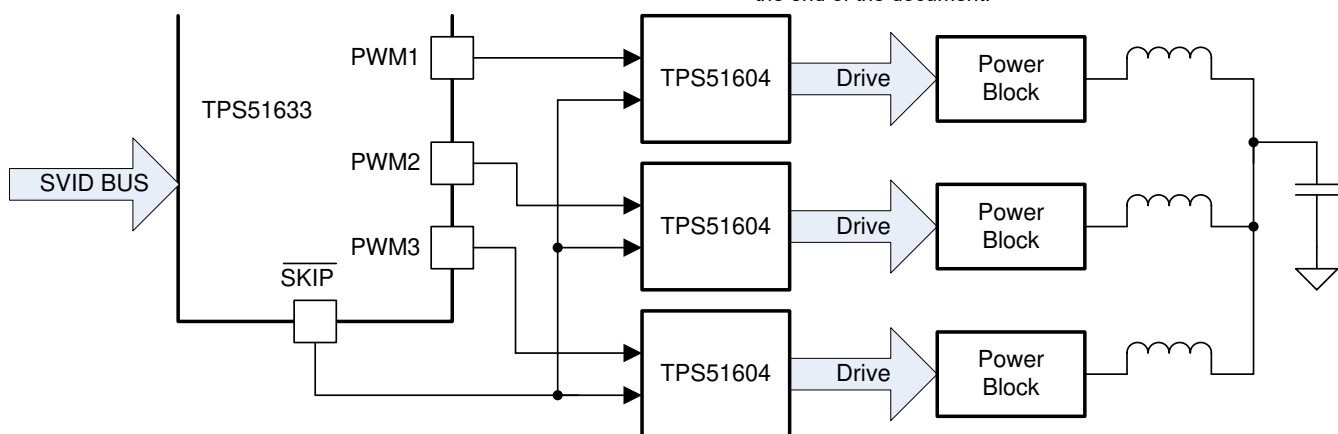 the end of the document.
PWM1
TPS51604
Drive
Power
Block
TPS51633
SVID BUS
PWM2
TPS51604
Drive
Power
Block
PWM3
SKIP
TPS51604
Drive
Power
Block